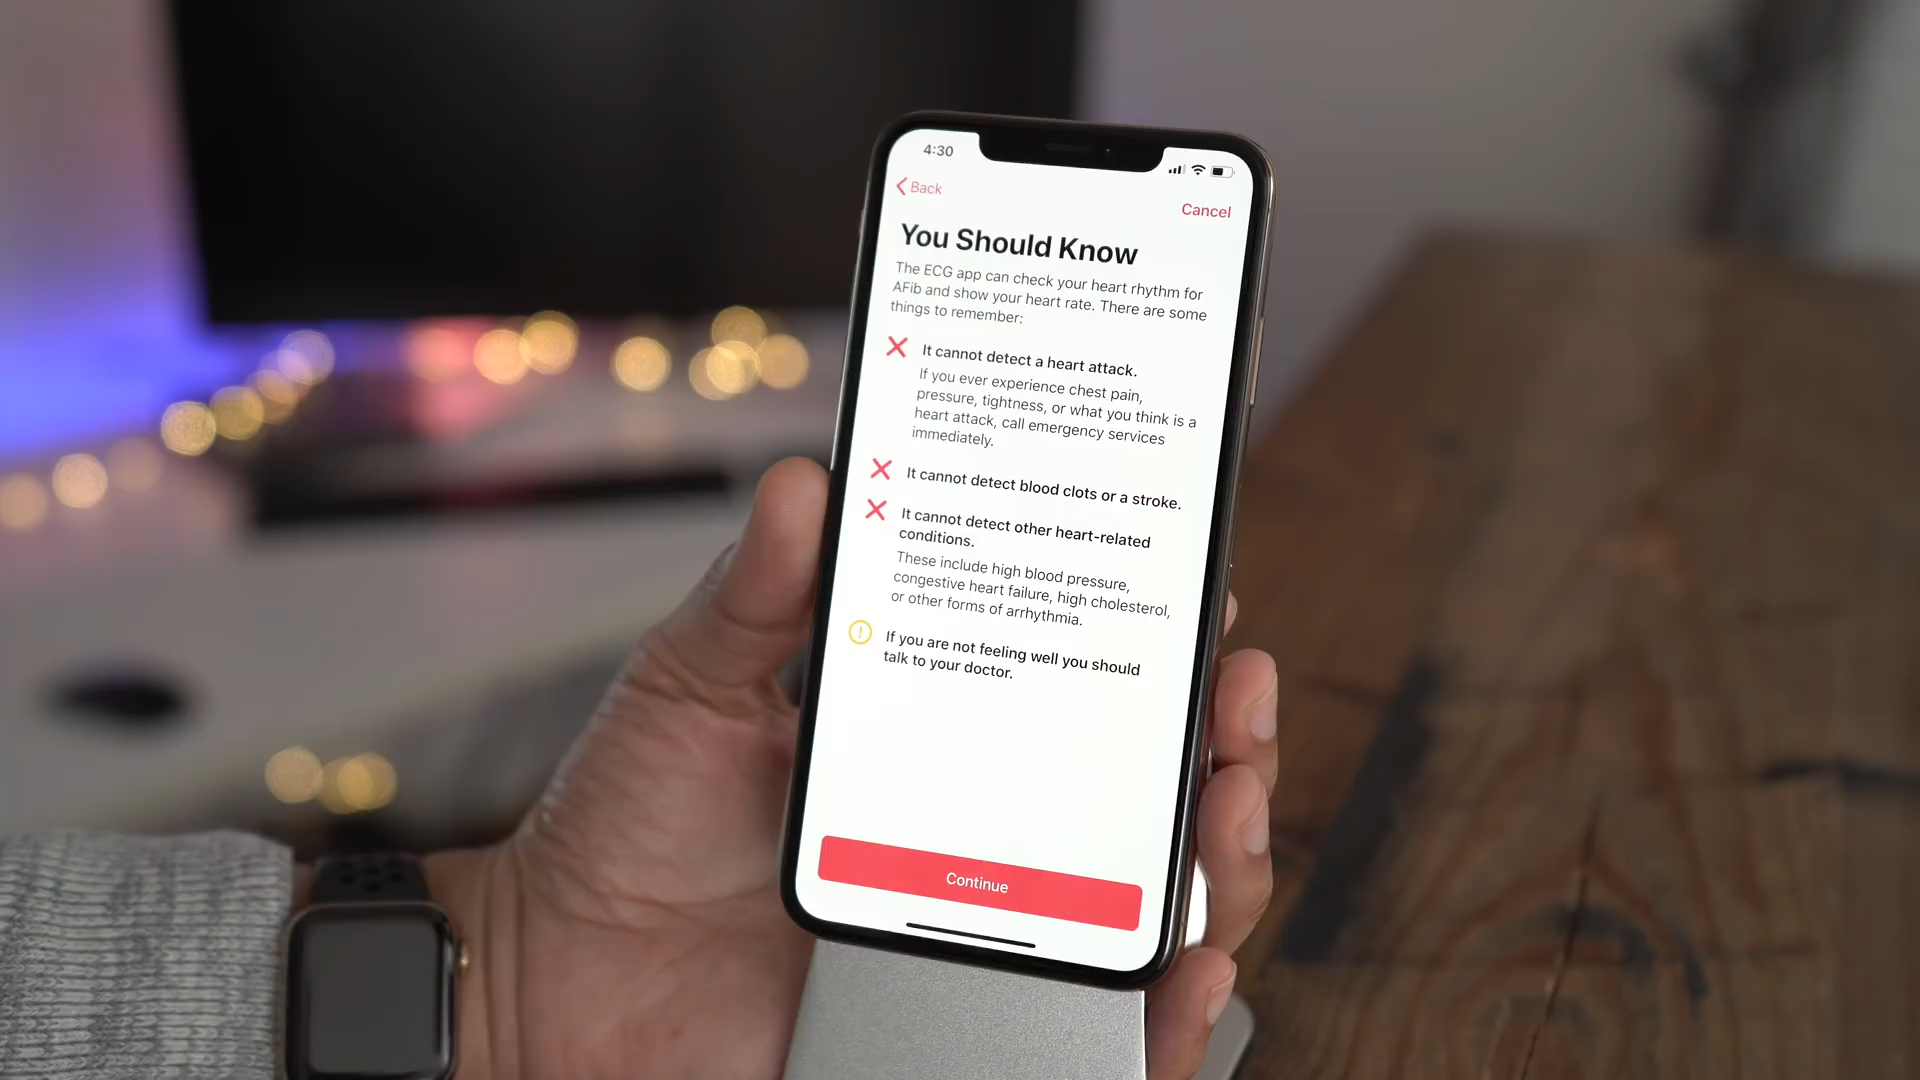 4:30
Back
Cancel
You Should Know
The ECG app can check your heart rhythm for
AFib and show your heart rate. There are some
things to remember:
It cannot detect a heart attack.
If you ever experience chest pain,
pressure, tightness, or what you think is a
heart attack, call emergency services
immediately.
It cannot detect blood clots or a stroke.
It cannot detect other heart-related
conditions.
These include high blood pressure,
congestive heart failure, high cholesterol,
or other forms of arrhythmia.
If you are not feeling well you should
talk to your doctor.
Continue